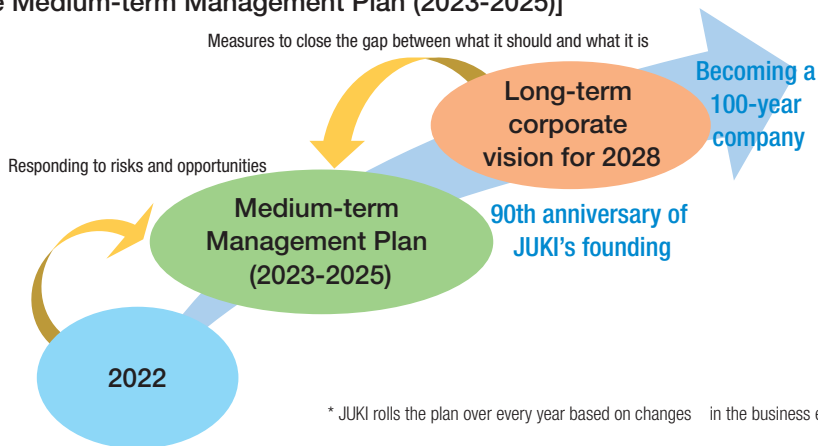 Medium-term Management Plan (2023-2025)]
Measures to close the gap between what it should and what it is
Becoming a
100-year
company
Long-term
corporate
vision for 2028
Responding to risks and opportunities
Medium-term
Management Plan
(2023-2025)
90th anniversary of
JUKI’s founding
2022
* JUKI rolls the plan over every year based on changes in the business